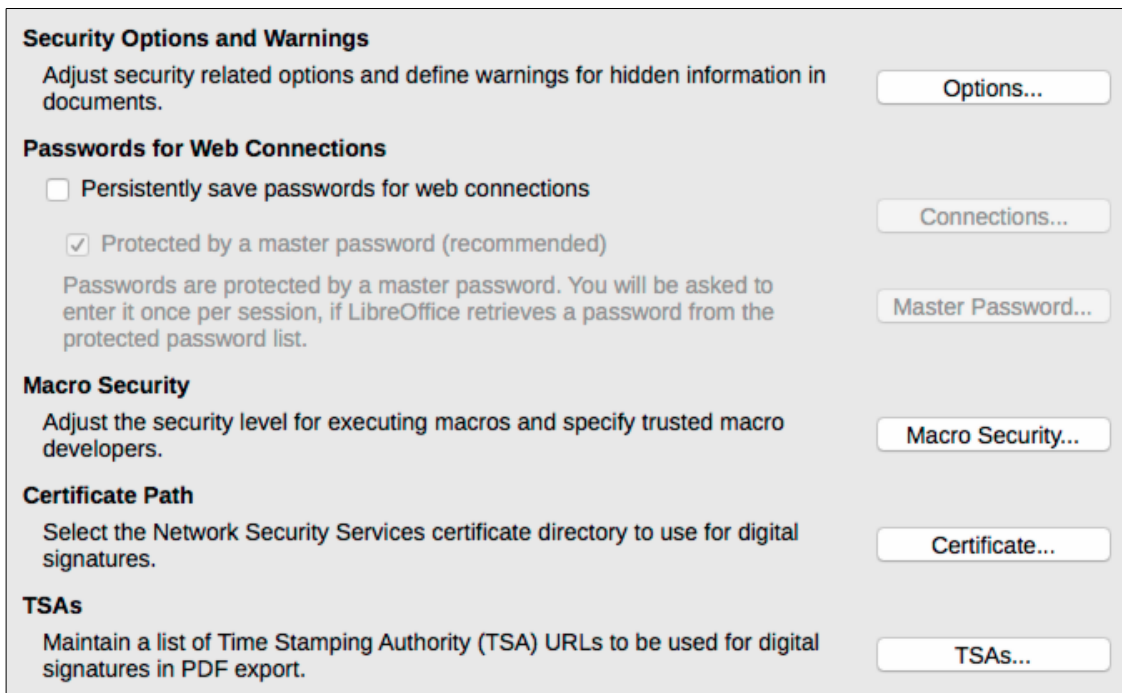 Security Options and Warnings
Adjust security related options and define warnings for hidden information in
documents.
Options...
Passwords for Web Connections
Persistently save passwords for web connections
Connections...
Protected by a master password (recommended)
Passwords are protected by a master password. You will be asked to
enter it once per session, if LibreOffice retrieves a password from the
protected password list.
Master Password...
Macro Security
Adjust the security level for executing macros and specify trusted macro
developers.
Macro Security...
Certificate Path
Select the Network Security Services certificate directory to use for digital
signatures.
Certificate...
TSAs
Maintain a list of Time Stamping Authority (TSA) URLs to be used for digital
signatures in PDF export.
TSAs...